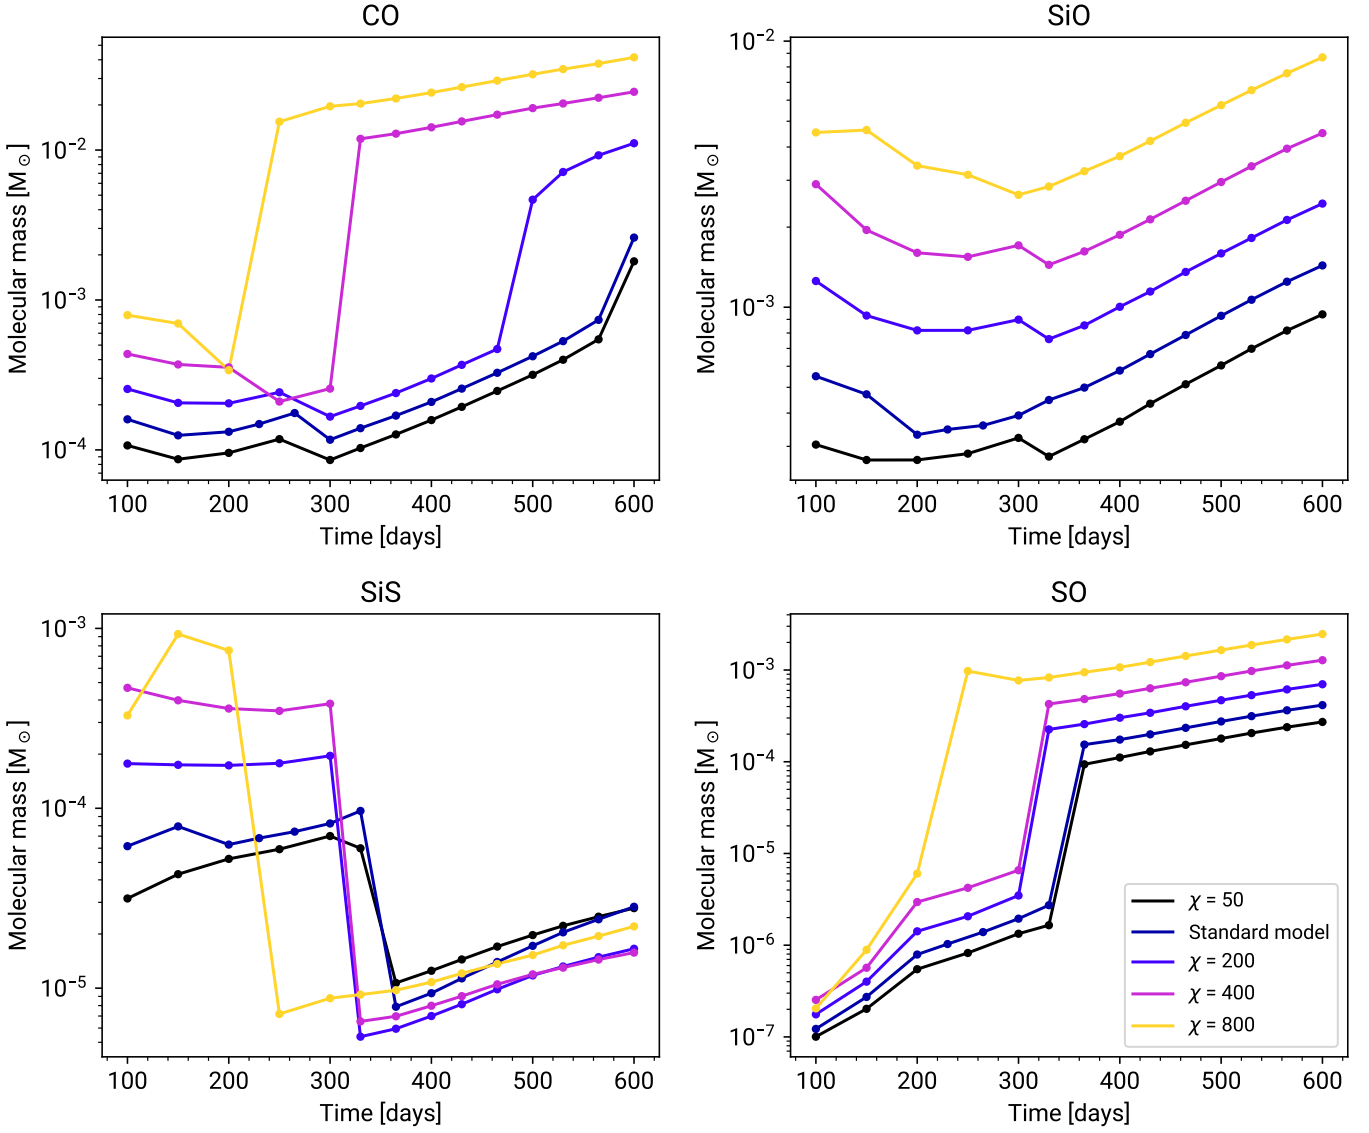 CO
Molecular mass [M⊙]
10⁻²
10⁻³
10⁻⁴
100 200 300 400 500 600
Time [days]
SiO
Molecular mass [M⊙]
10⁻²
10⁻³
100 200 300 400 500 600
Time [days]
SiS
Molecular mass [M⊙]
10⁻³
10⁻⁴
10⁻⁵
100 200 300 400 500 600
Time [days]
SO
Molecular mass [M⊙]
10⁻³
10⁻⁴
10⁻⁵
10⁻⁶
10⁻⁷
100 200 300 400 500 600
Time [days]
χ = 50
Standard model
χ = 200
χ = 400
χ = 800